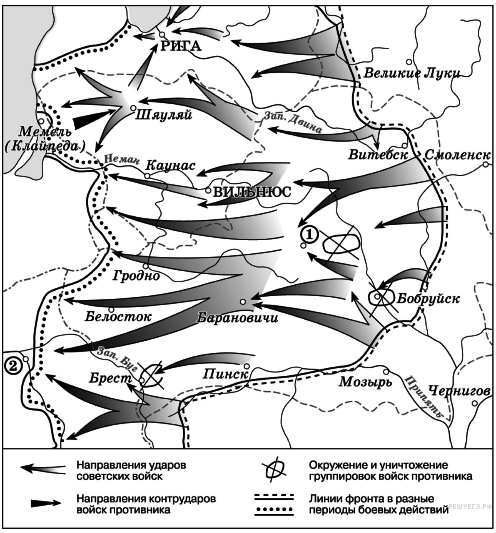 РИГА
Великие Луки
Шяуляй
Зап. Двина
Мемель
(Клайпеда)
Витебск
Смоленск
Неман
Каунас
ВИЛЬНЮС
1
Гродно
Бобруйск
Белосток
Барановичи
2
Зап. Буг
Брест
Пинск
Мозырь
Припять
Чернигов
Направления ударов
советских войск
Направления контрударов
войск противника
Окружение и уничтожение
группировок войск противника
Линии фронта в разные
периоды боевых действий
РЕШУЕГЭ.РФ